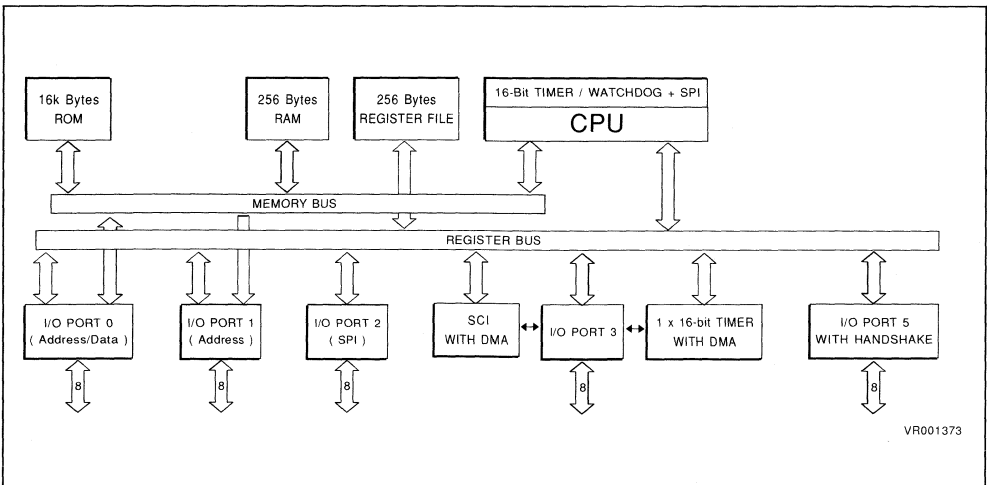 16k Bytes
ROM
256 Bytes
RAM
256 Bytes
REGISTER FILE
16-Bit TIMER / WATCHDOG + SPI
CPU
MEMORY BUS
REGISTER BUS
I/O PORT 0
( Address/Data )
I/O PORT 1
( Address )
I/O PORT 2
( SPI )
SCI
WITH DMA
I/O PORT 3
1 x 16-bit TIMER
WITH DMA
I/O PORT 5
WITH HANDSHAKE
8
8
8
8
8
VR001373